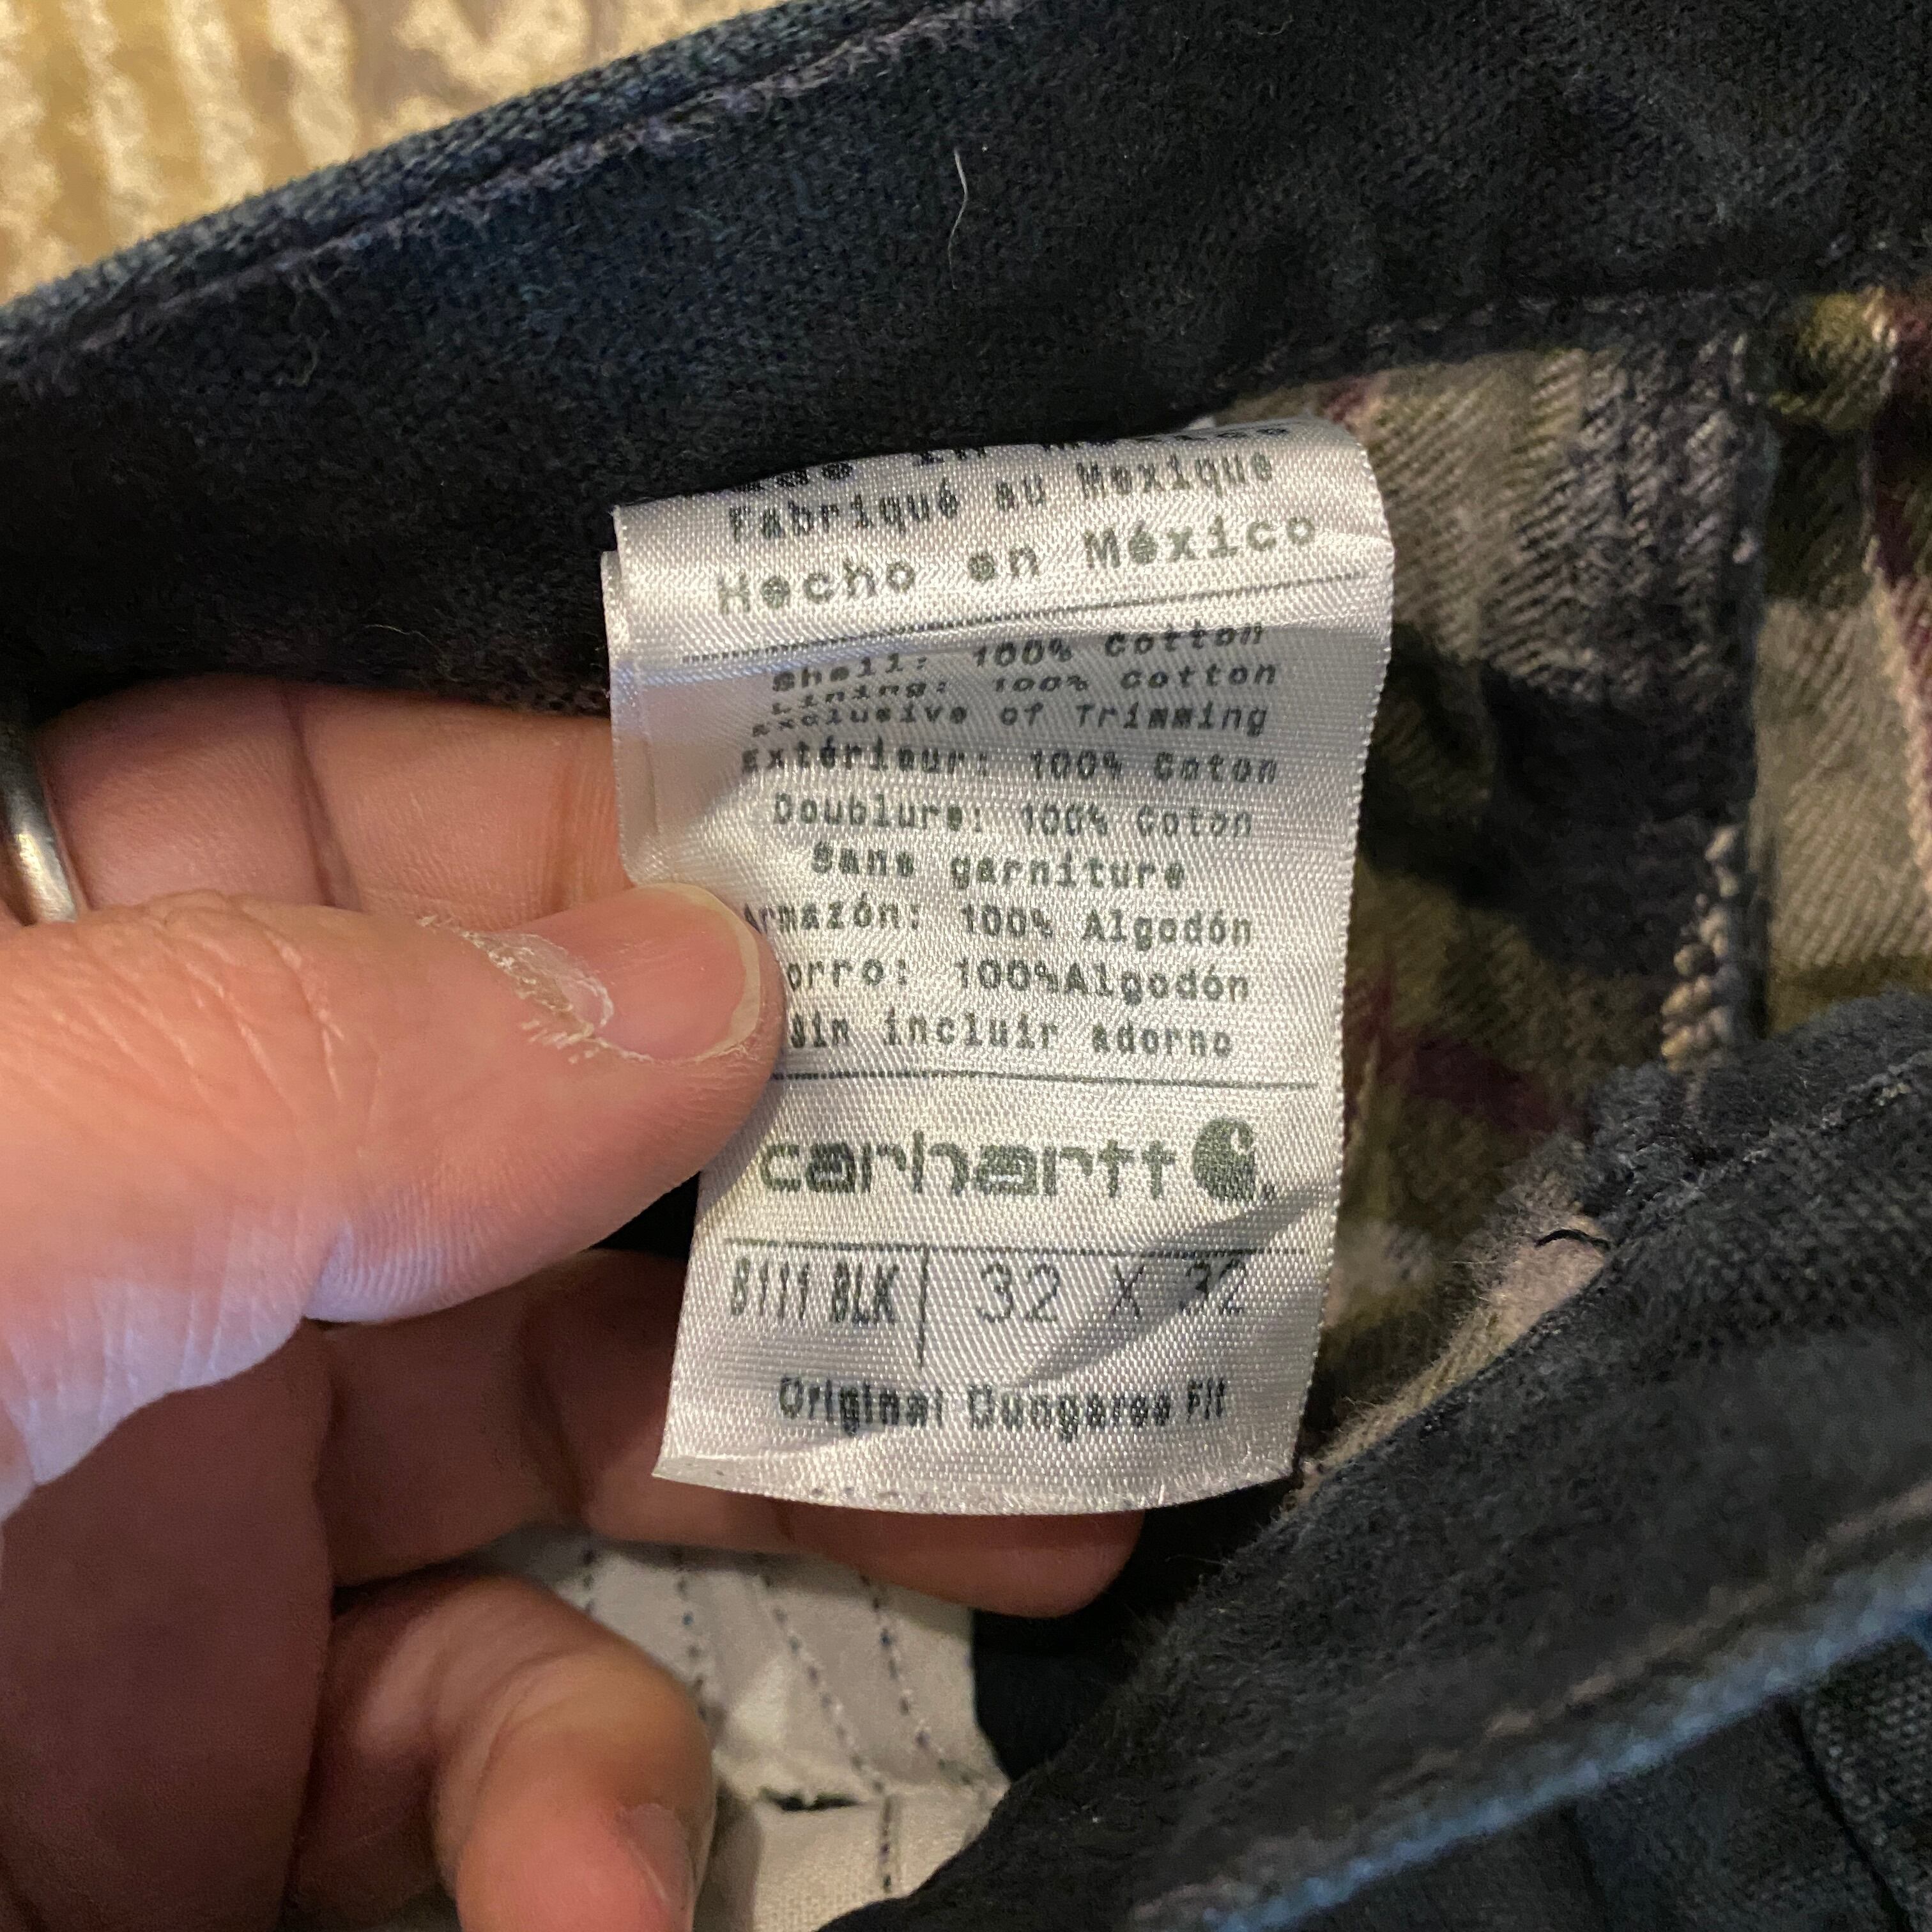 Fabriqué au Mexique
Hecho en México
Shell: 100% Cotton
Lining: 100% Cotton
Exclusive of Trimming
Extérieur: 100% Coton
Doublure: 100% Coton
Sans garniture
Armazón: 100% Algodón
orro: 100%Algodón
Sin incluir adorno
carhartt
B111 BLK 32 X 32
Original Dungaree Fit